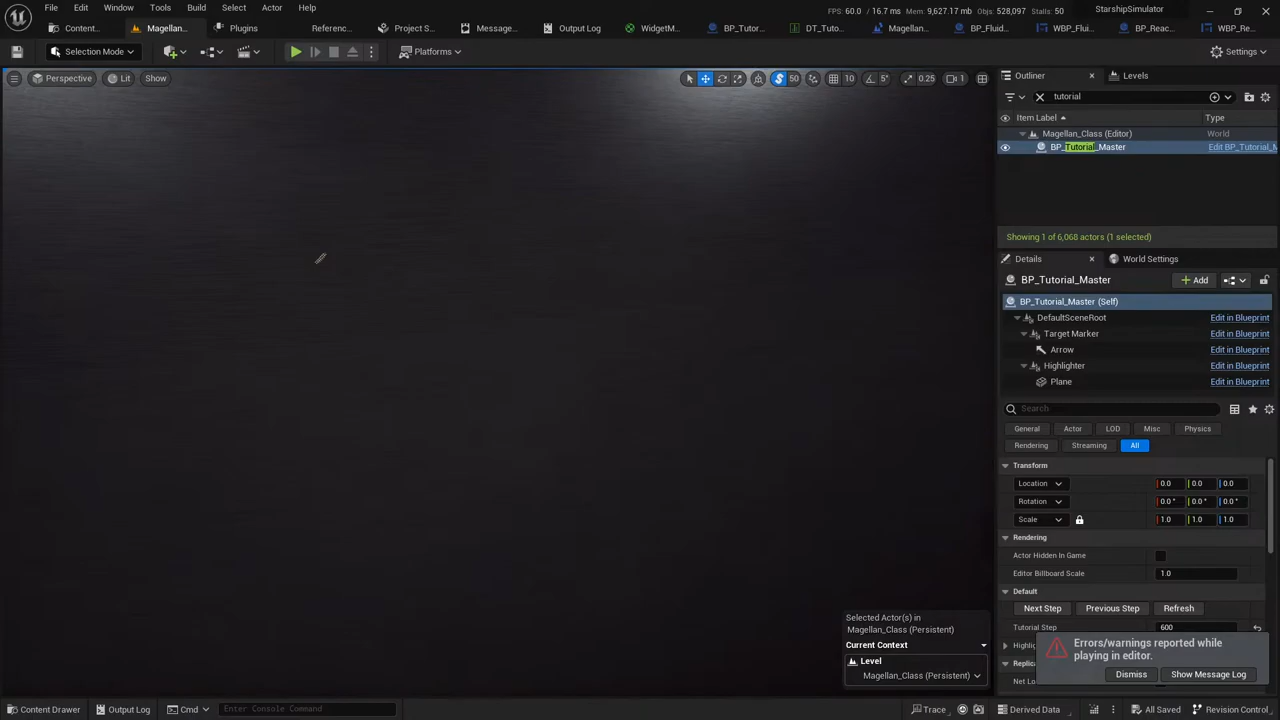 File Edit Window Tools Build Select Actor Help
FPS: 60.0 / 16.7 ms Mem: 9,627.17 mb Objs: 528,097 Stalls: 50
StarshipSimulator
Content...
Magellan...
Plugins
Referenc...
Project S...
Message...
Output Log
WidgetM...
BP_Tutor...
DT_Tuto...
Magellan...
BP_Fluid...
WBP_Flui...
BP_Reac...
WBP_Re...
Selection Mode
Platforms
Settings
Perspective
Lit
Show
50
10
5°
0.25
1
Outliner
Levels
tutorial
Item Label
Type
Magellan_Class (Editor)
World
BP_Tutorial_Master
Edit BP_Tutorial_M
Showing 1 of 6,068 actors (1 selected)
Details
World Settings
BP_Tutorial_Master
Add
BP_Tutorial_Master (Self)
DefaultSceneRoot
Edit in Blueprint
Target Marker
Edit in Blueprint
Arrow
Edit in Blueprint
Highlighter
Edit in Blueprint
Plane
Edit in Blueprint
Search
General Actor LOD Misc Physics
Rendering Streaming All
Transform
Location 0.0 0.0 0.0
Rotation 0.0 ° 0.0 ° 0.0 °
Scale 1.0 1.0 1.0
Rendering
Actor Hidden In Game
Editor Billboard Scale 1.0
Default
Next Step Previous Step Refresh
Tutorial Step 600
Highlig
Replica
Net Lo
Selected Actor(s) in
Magellan_Class (Persistent)
Current Context
Level
Magellan_Class (Persistent)
Errors/warnings reported while
playing in editor.
Dismiss
Show Message Log
Content Drawer
Output Log
Cmd
Enter Console Command
Trace
Derived Data
All Saved
Revision Control